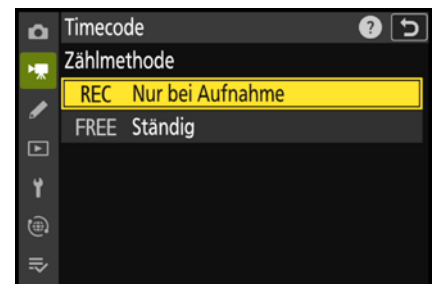 Timecode ?
Zählmethode
REC Nur bei Aufnahme
FREE Ständig